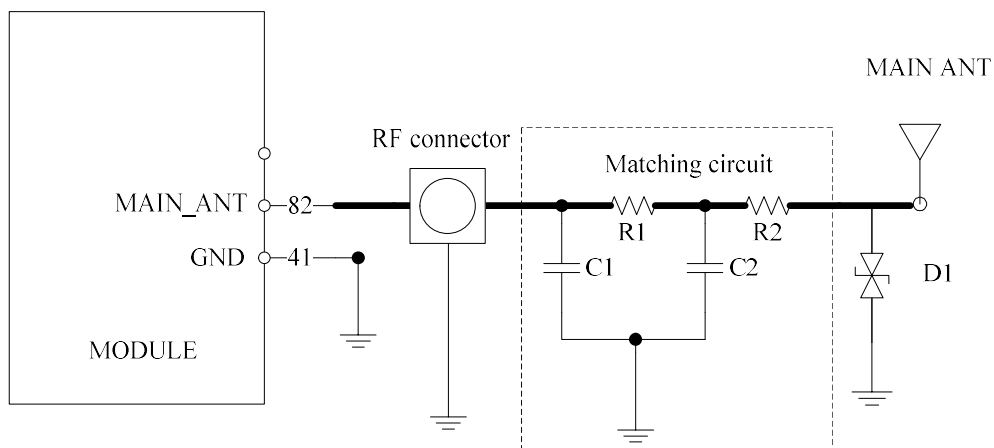 MAIN ANT
RF connector
Matching circuit
MAIN_ANT
82
R1
R2
GND
41
C1
C2
D1
MODULE